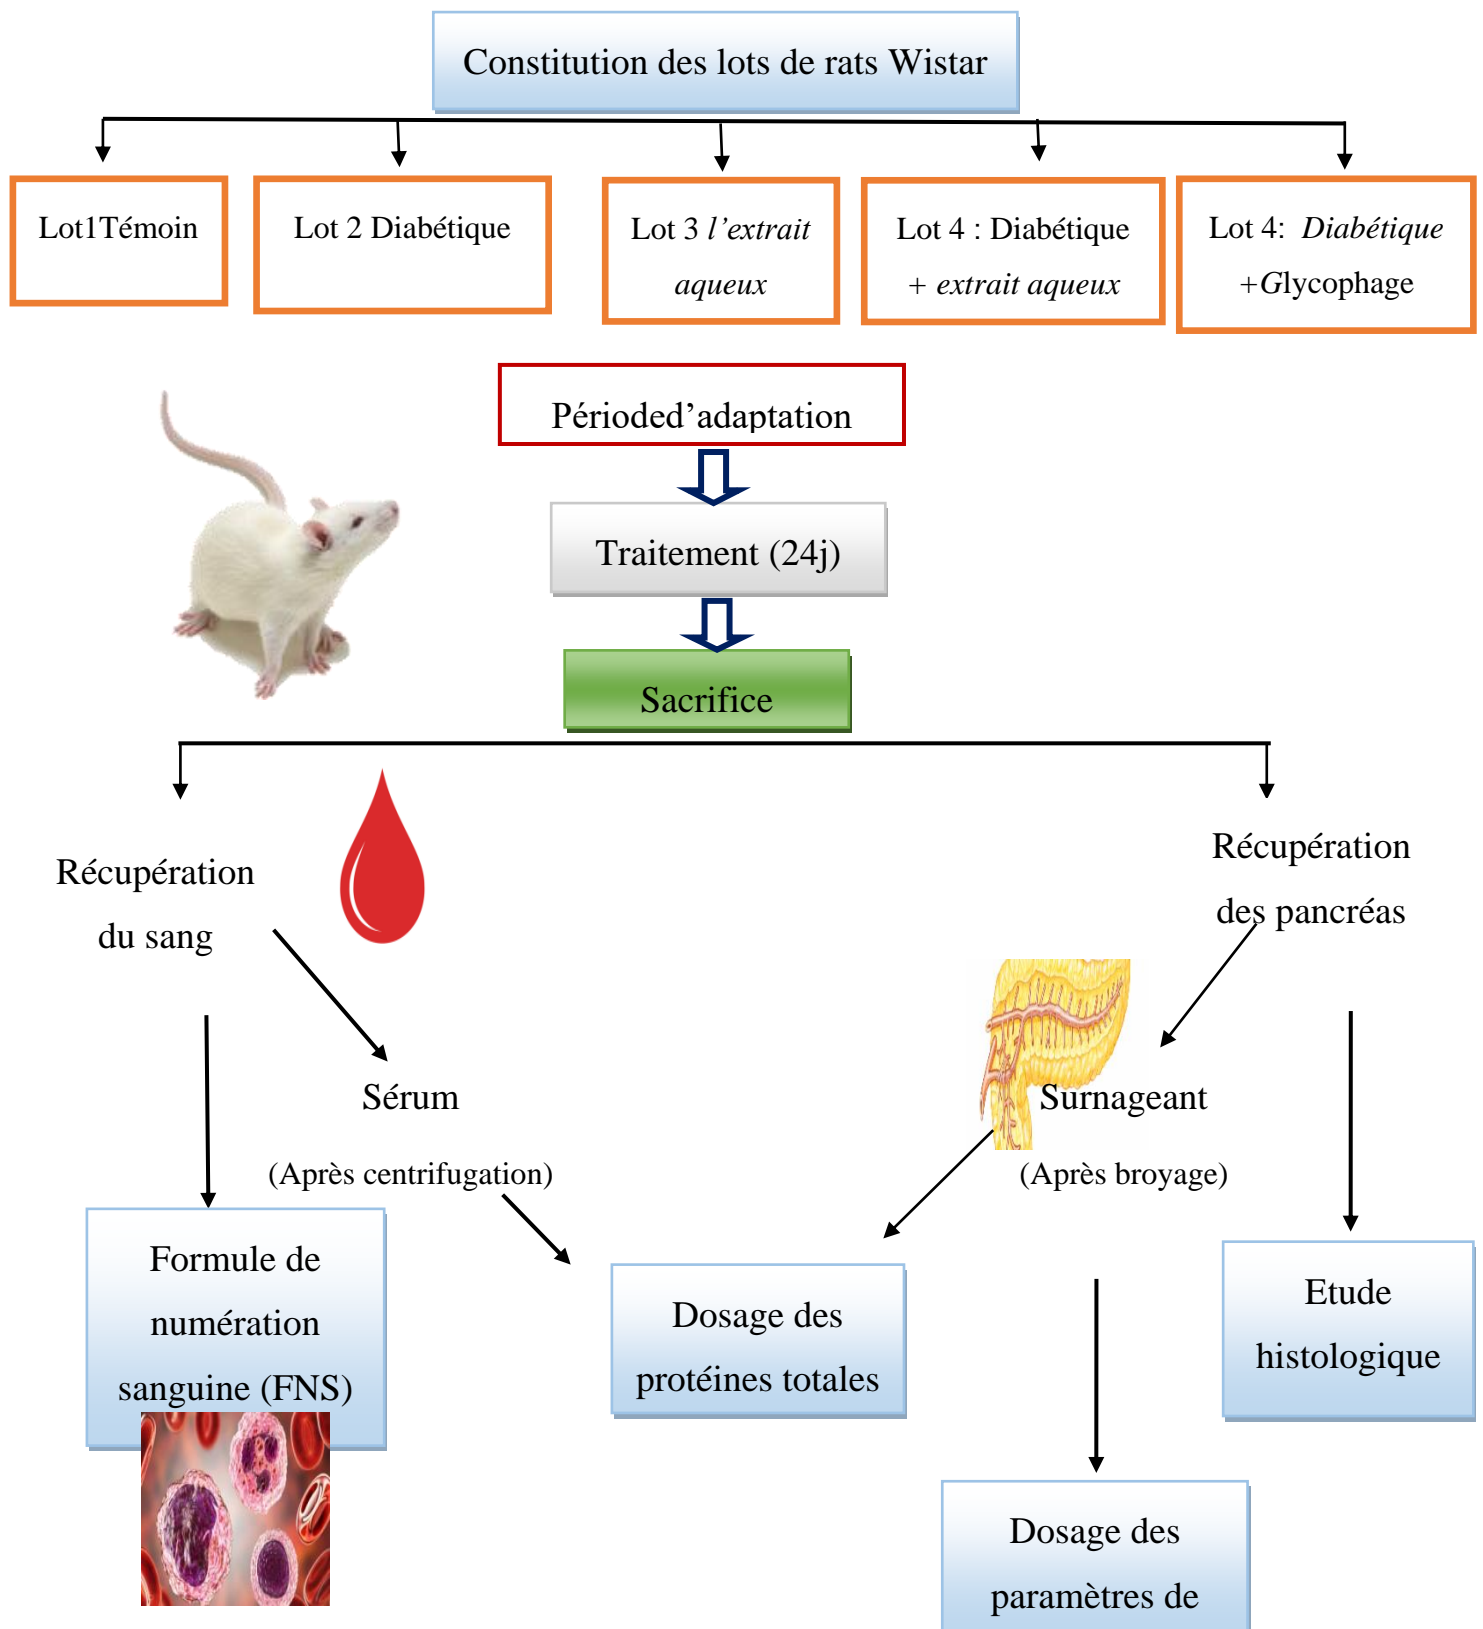 Constitution des lots de rats Wistar
Lot1Témoin
Lot 2 Diabétique
Lot 3 l’extrait
aqueux
Lot 4 : Diabétique
+ extrait aqueux
Lot 4: Diabétique
+Glycophage
Périoded’adaptation
Traitement (24j)
Sacrifice
Récupération
du sang
Récupération
des pancréas
Sérum
(Après centrifugation)
Surnageant
(Après broyage)
Formule de
numération
sanguine (FNS)
Dosage des
protéines totales
Etude
histologique
Dosage des
paramètres de